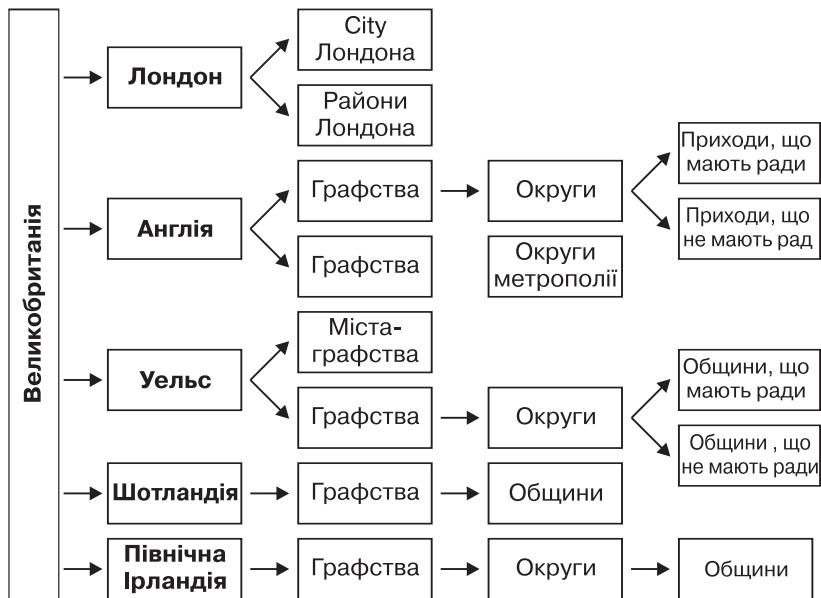 Великобританія
Лондон
City
Лондона
Райони
Лондона
Англія
Графства
Округи
Приходи, що
мають ради
Приходи, що
не мають рад
Графства
Округи
метрополії
Уельс
Міста-
графства
Графства
Округи
Общини, що
мають ради
Общини , що
не мають ради
Шотландія
Графства
Общини
Північна
Ірландія
Графства
Округи
Общини